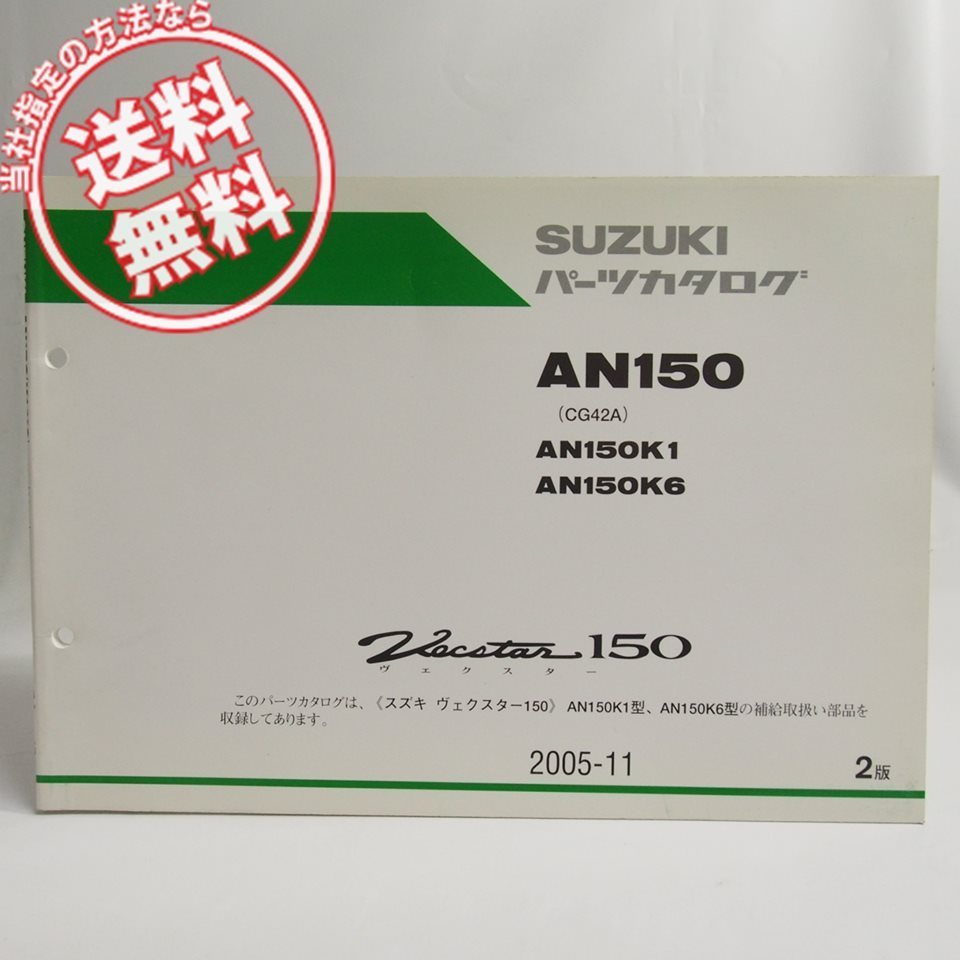 当社指定の方法なら
送料
無料
SUZUKI
パーツカタログ
AN150
(CG42A)
AN150K1
AN150K6
Vecstar 150
ヴェクスター
このパーツカタログは、《スズキ ヴェクスター150》 AN150K1型、AN150K6型の補給取扱い部品を
収録してあります。
2005-11
2版